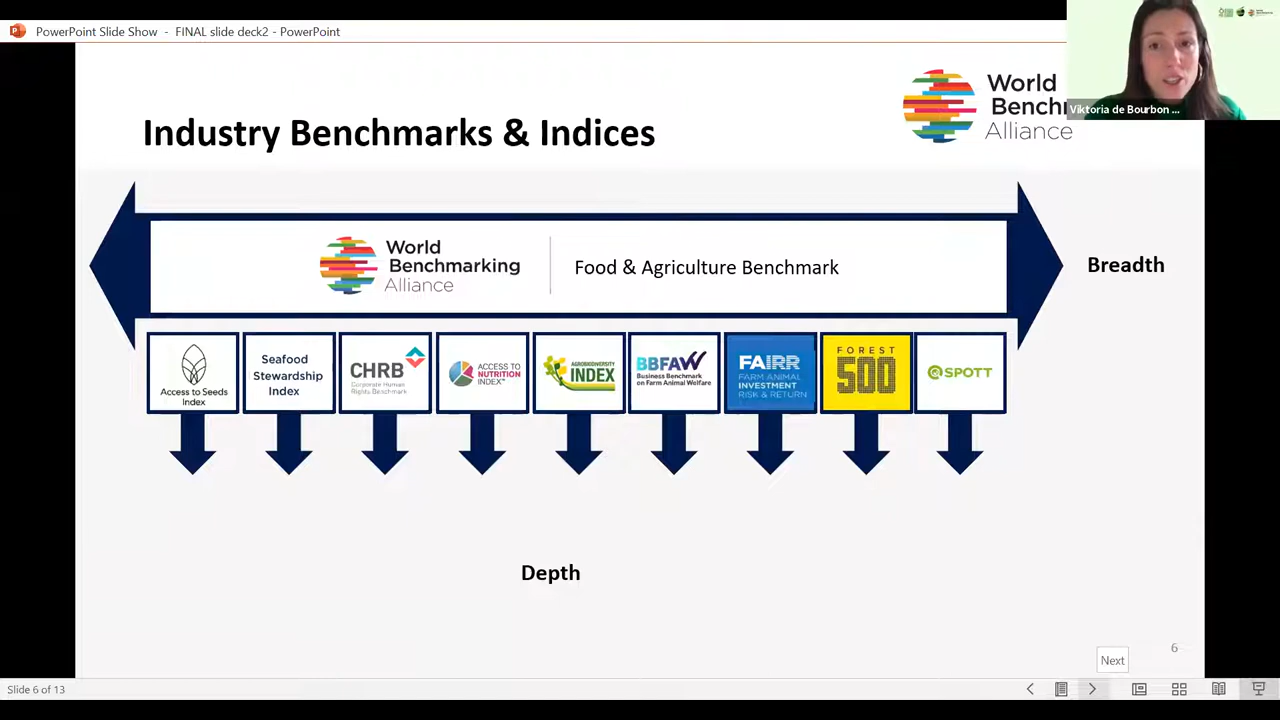 PowerPoint Slide Show - FINAL slide deck2 - PowerPoint
Viktoria de Bourbon ...
World
Bench
Alliance
Industry Benchmarks & Indices
World
Benchmarking
Alliance
Food & Agriculture Benchmark
Breadth
Access to Seeds
Index
Seafood
Stewardship
Index
CHRB
Corporate Human
Rights Benchmark
ACCESS TO
NUTRITION
INDEX™
AGROBIODIVERSITY
INDEX
BBFAW
Business Benchmark
on Farm Animal Welfare
FAIRR
FARM ANIMAL
INVESTMENT
RISK & RETURN
FOREST
500
SPOTT
Depth
6
Next
Slide 6 of 13